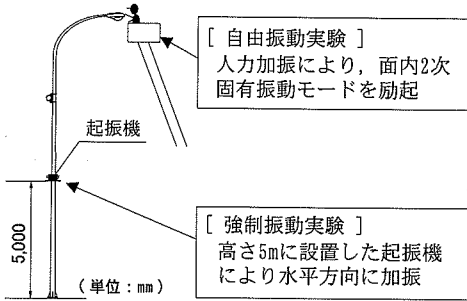 [ 自由振動実験 ]
人力加振により, 面内2次
固有振動モードを励起
起振機
[ 強制振動実験 ]
高さ5mに設置した起振機
により水平方向に加振
5,000
(単位:mm)